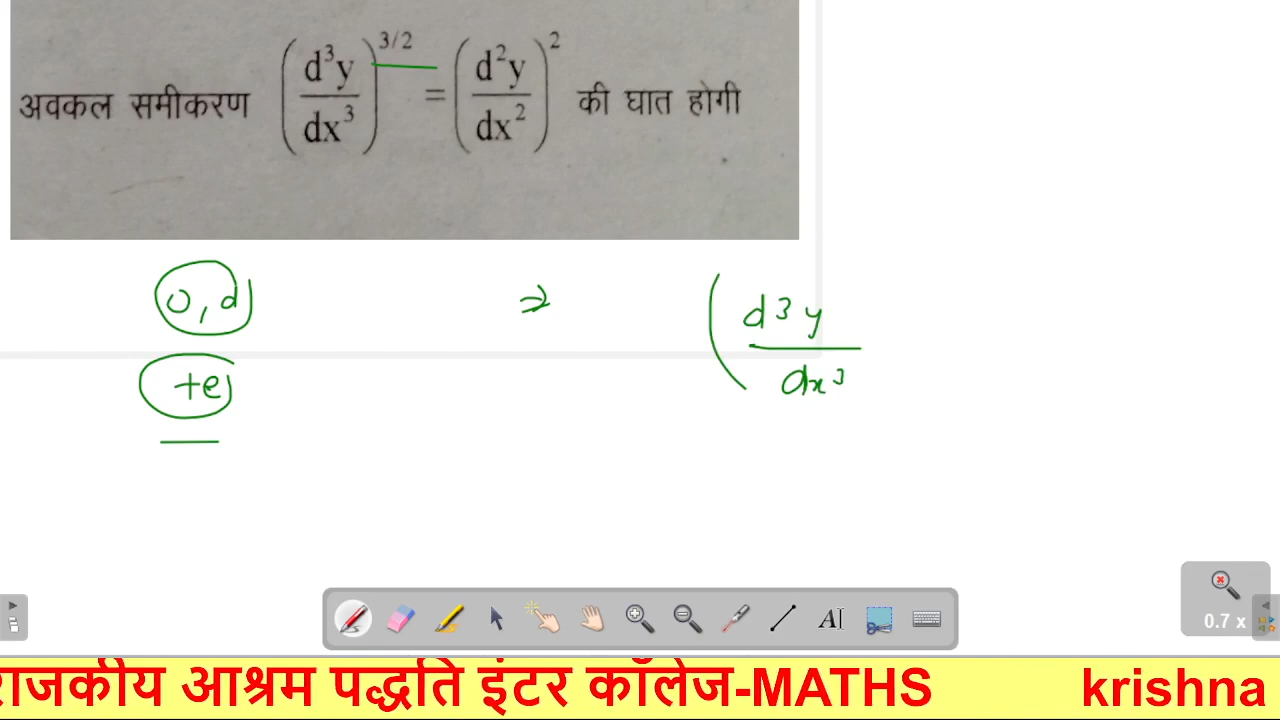 अवकल समीकरण (d³y/dx³)^3/2 = (d²y/dx²)² की घात होगी
o, d ⇒ (d³y/dx³
+e
0.7 x
AI
राजकीय आश्रम पद्धति इंटर कॉलेज-MATHS krishna